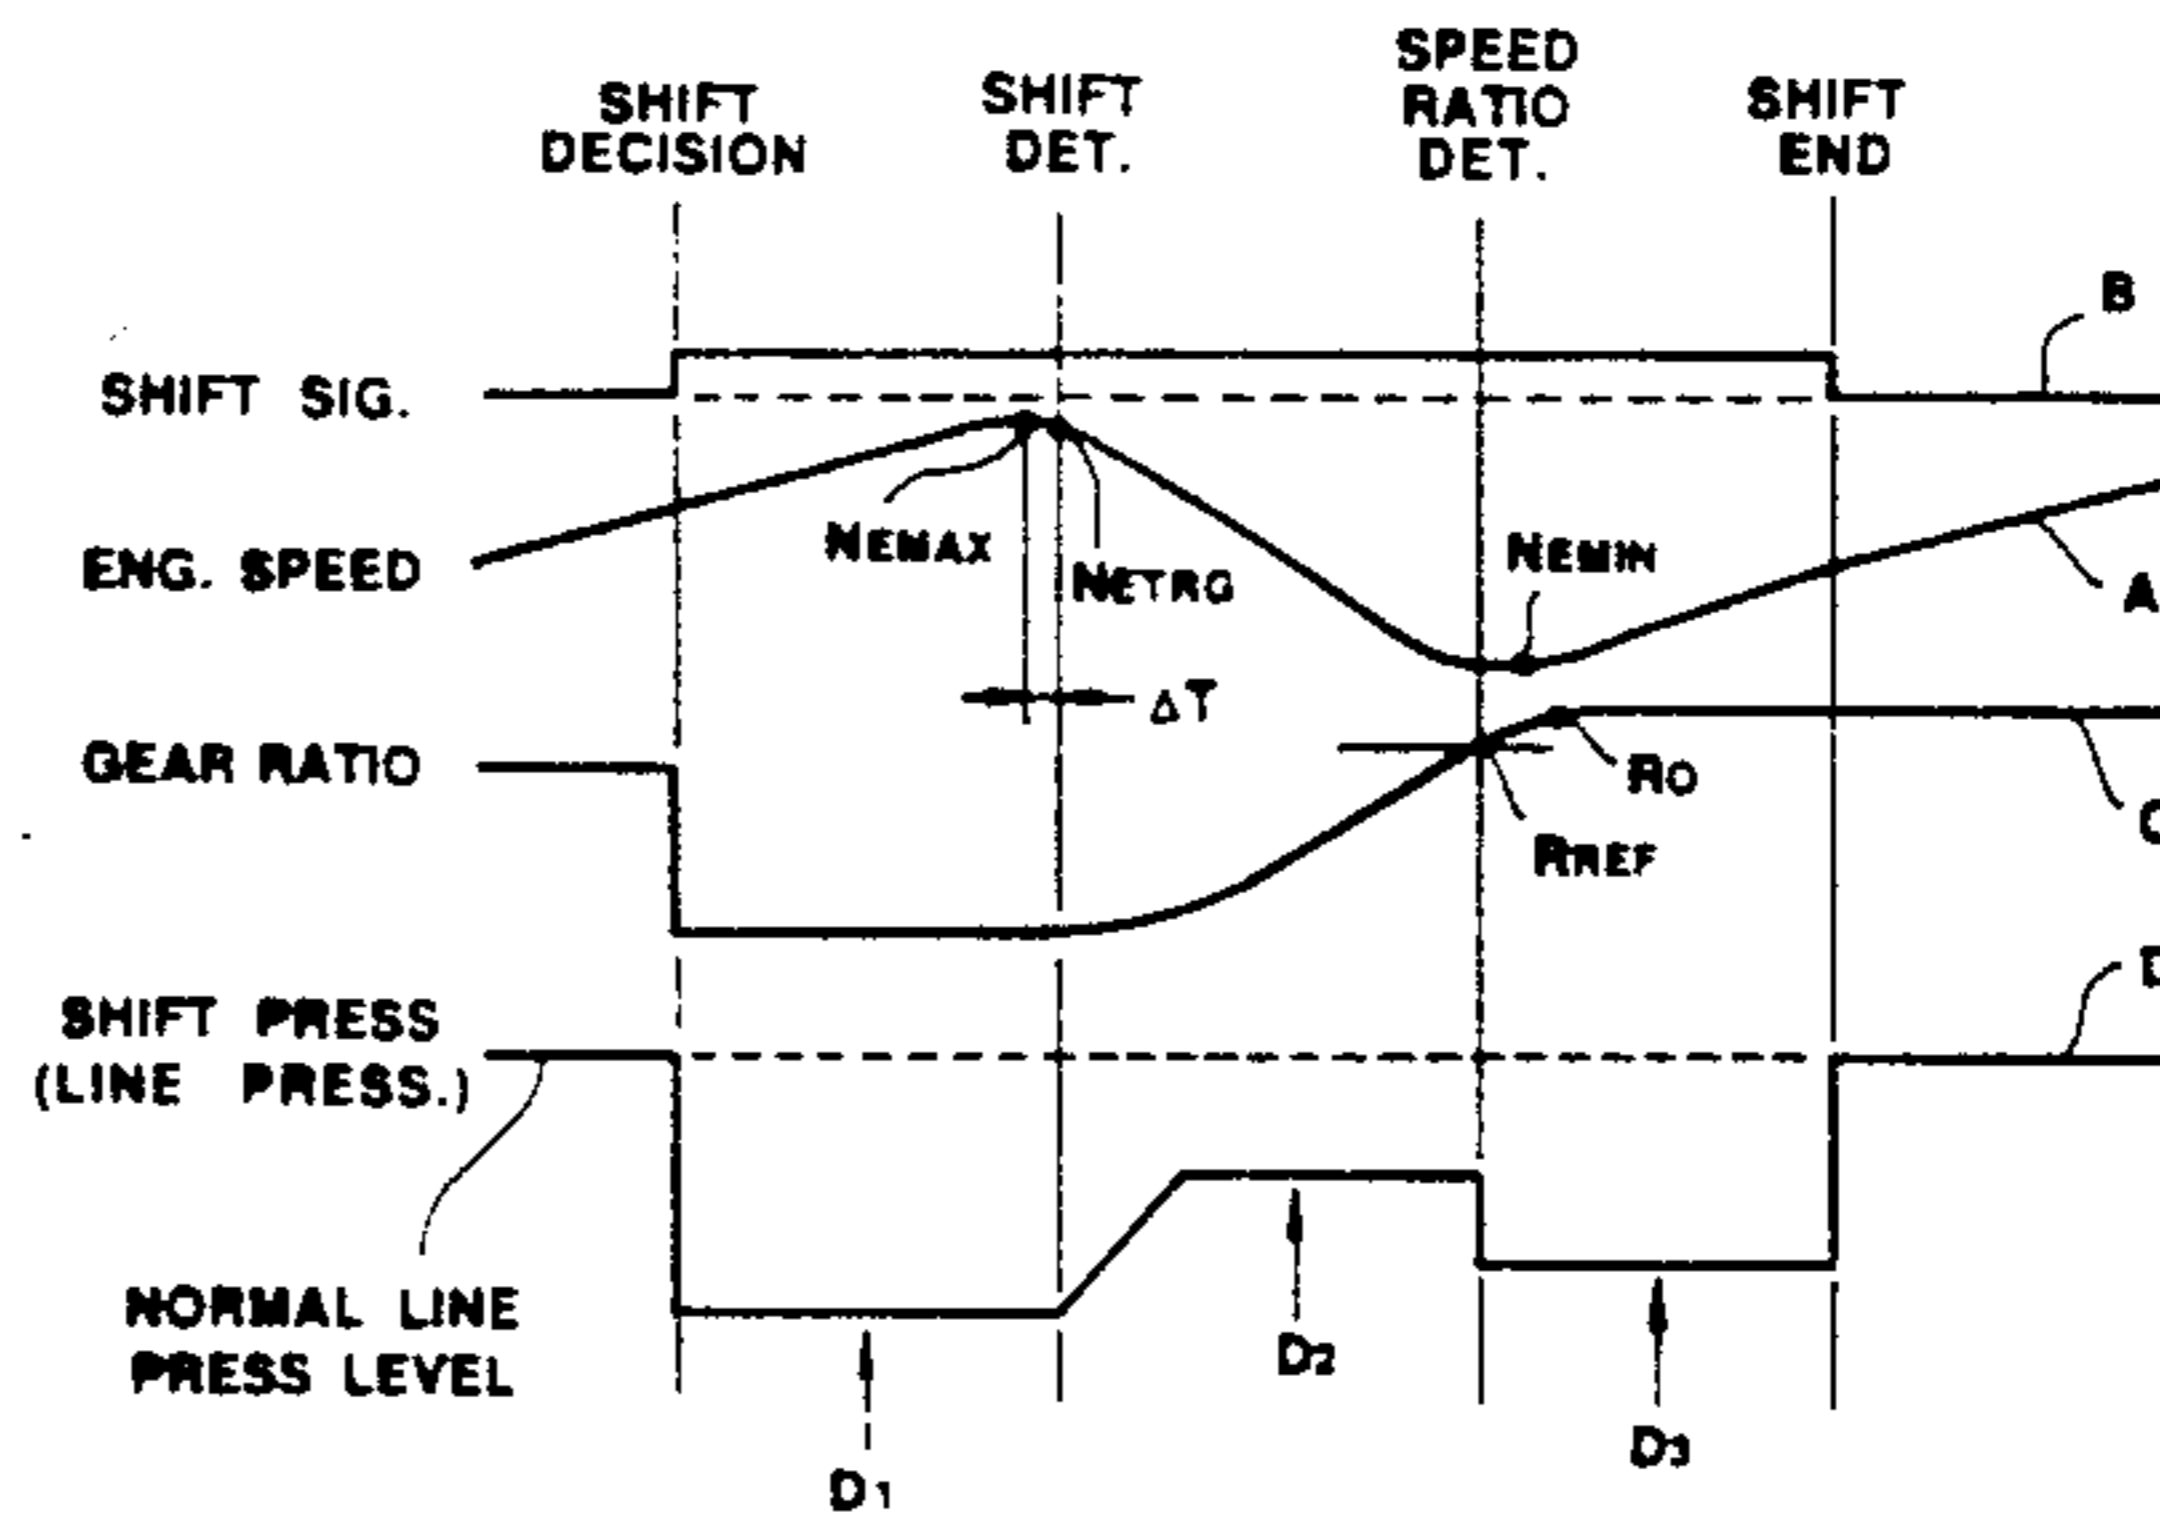 SHIFT
DECISION
SHIFT
DET.
SPEED
RATIO
DET.
SHIFT
END
B
SHIFT SIG.
NEMAX
NETRG
NEMIN
ENG. SPEED
A
ΔT
GEAR RATIO
RO
RREF
SHIFT PRESS
(LINE PRESS.)
NORMAL LINE
PRESS LEVEL
D1
D2
D3